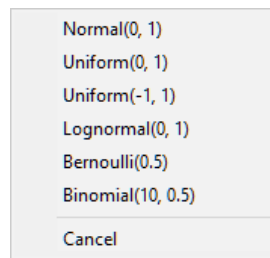 Normal(0, 1)
Uniform(0, 1)
Uniform(-1, 1)
Lognormal(0, 1)
Bernoulli(0.5)
Binomial(10, 0.5)
Cancel